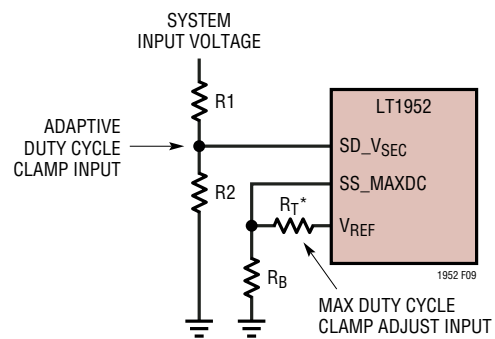 SYSTEM
INPUT VOLTAGE
R1
LT1952
ADAPTIVE
DUTY CYCLE
CLAMP INPUT
SD_VSEC
SS_MAXDC
R2
RT*
VREF
RB
1952 F09
MAX DUTY CYCLE
CLAMP ADJUST INPUT